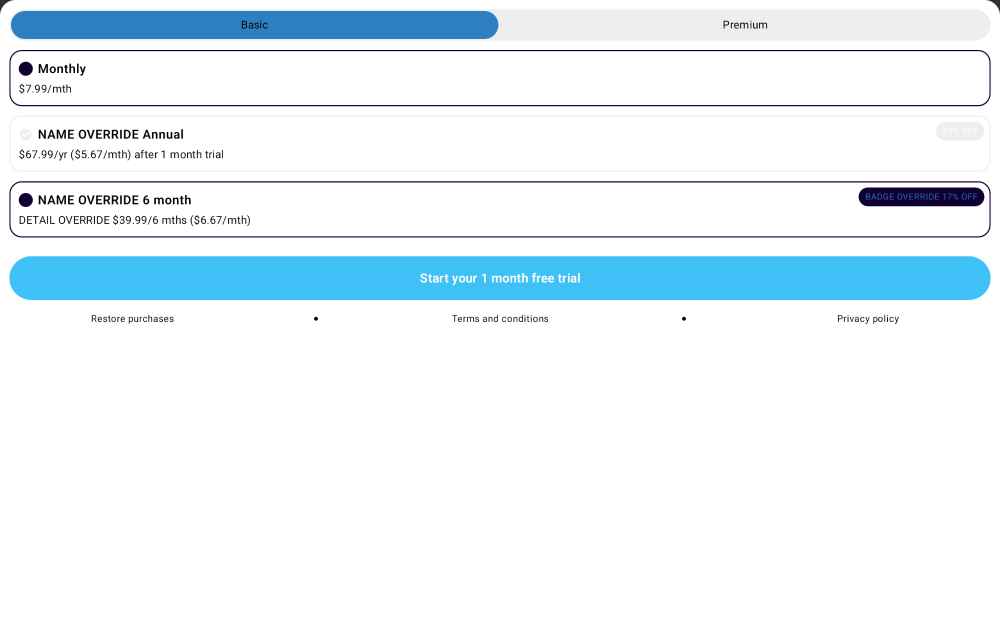 Basic
Premium
Monthly
$7.99/mth
NAME OVERRIDE Annual
29% OFF
$67.99/yr ($5.67/mth) after 1 month trial
NAME OVERRIDE 6 month
BADGE OVERRIDE 17% OFF
DETAIL OVERRIDE $39.99/6 mths ($6.67/mth)
Start your 1 month free trial
Restore purchases
Terms and conditions
Privacy policy